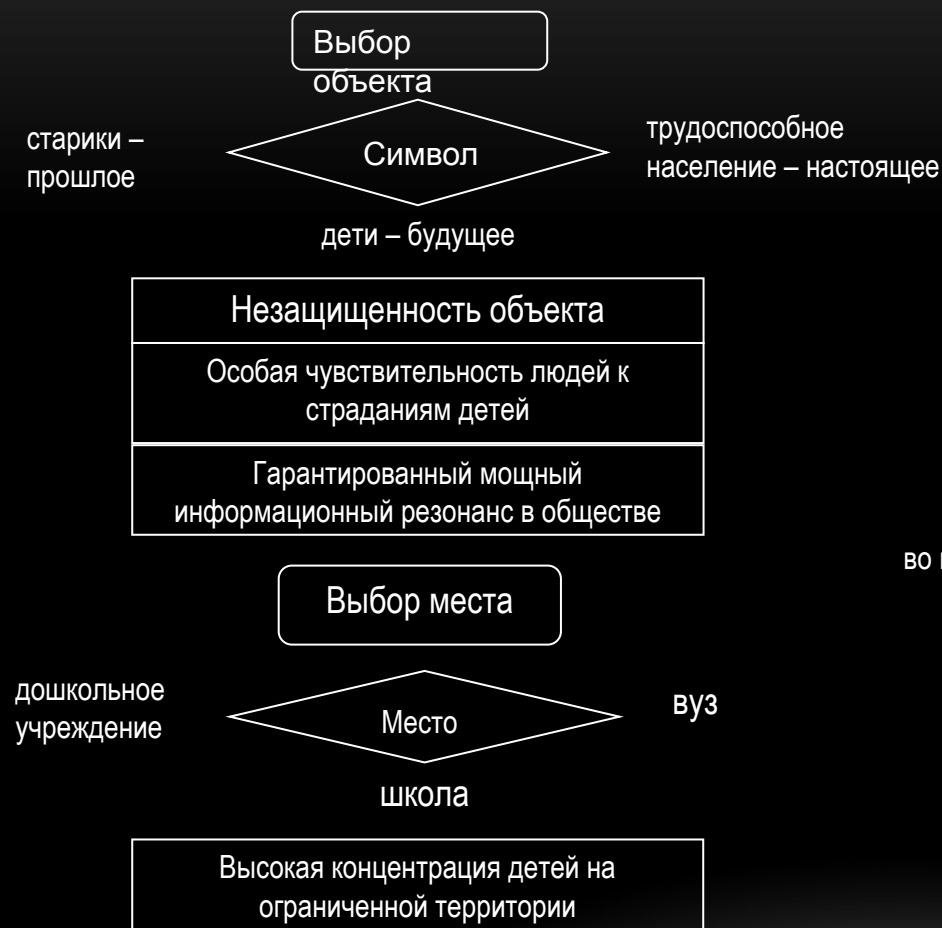 Выбор
объекта
старики –
прошлое
Символ
трудоспособное
население – настоящее
дети – будущее
Незащищенность объекта
Особая чувствительность людей к
страданиям детей
Гарантированный мощный
информационный резонанс в обществе
во
Выбор места
дошкольное
учреждение
Место
вуз
школа
Высокая концентрация детей на
ограниченной территории